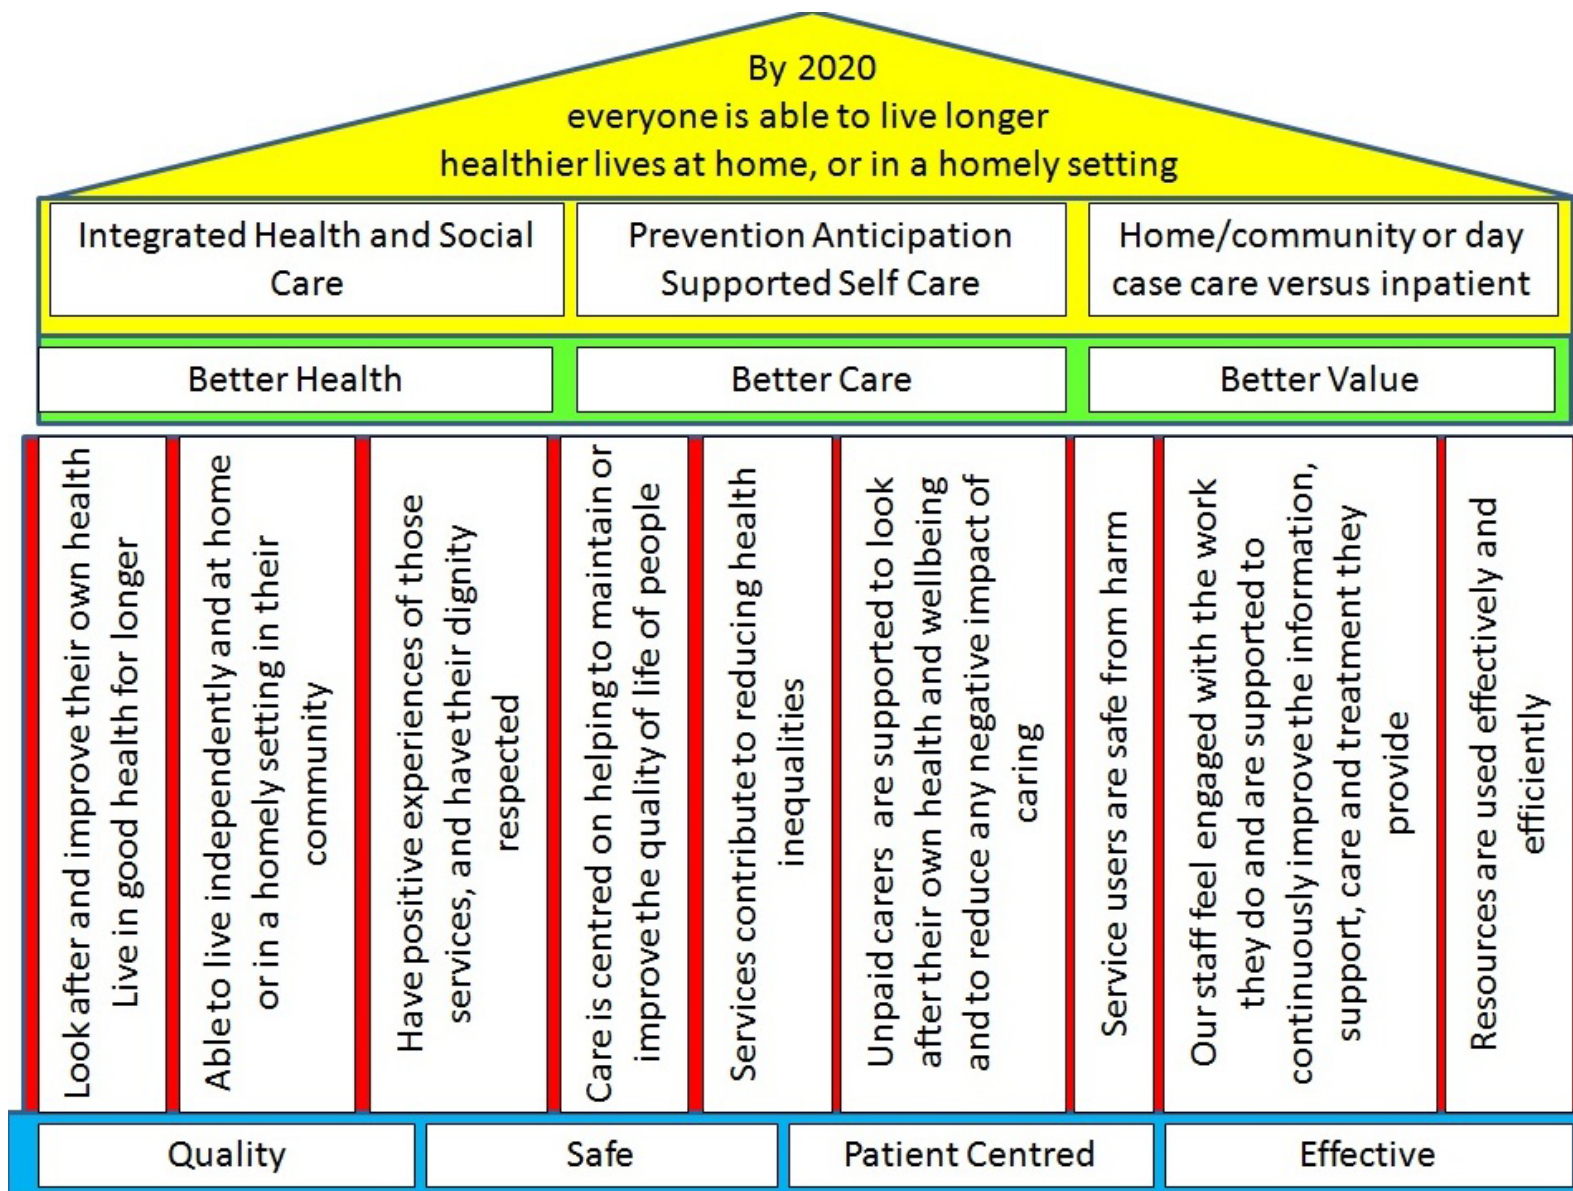 By 2020
everyone is able to live longer
healthier lives at home, or in a homely setting
Integrated Health and Social
Care
Prevention Anticipation
Supported Self Care
Home/community or day
case care versus inpatient
Better Health
Better Care
Better Value
Look after and improve their own health
Live in good health for longer
Able to live independently and at home
or in a homely setting in their
community
Have positive experiences of those
services, and have their dignity
respected
Care is centred on helping to maintain or
improve the quality of life of people
Services contribute to reducing health
inequalities
Unpaid carers are supported to look
after their own health and wellbeing
and to reduce any negative impact of
caring
Service users are safe from harm
Our staff feel engaged with the work
they do and are supported to
continuously improve the information,
support, care and treatment they
provide
Resources are used effectively and
efficiently
Quality
Safe
Patient Centred
Effective